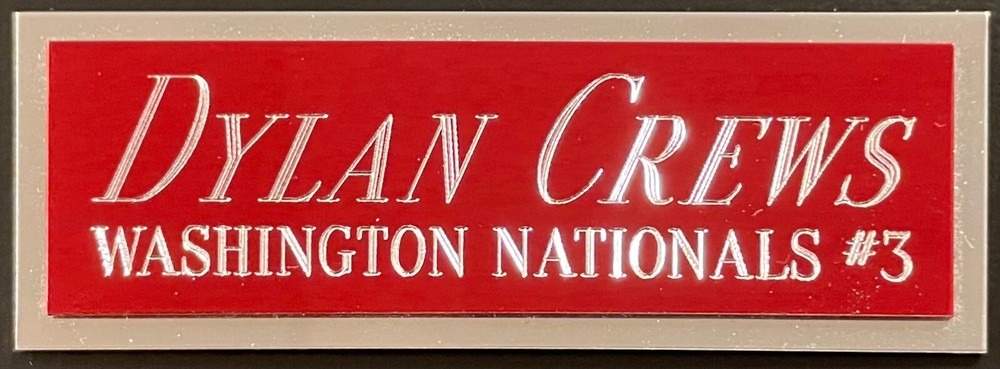 DYLAN CREWS
WASHINGTON NATIONALS #3